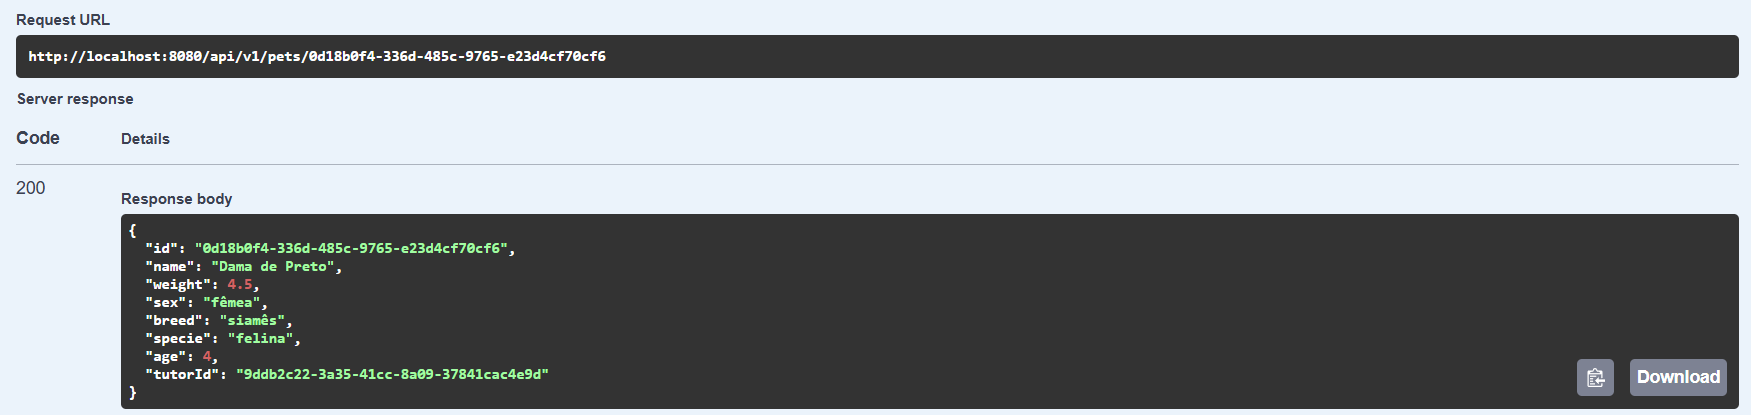 Request URL
http://localhost:8080/api/v1/pets/0d18b0f4-336d-485c-9765-e23d4cf70cf6
Server response
Code Details
200
Response body
{
"id": "0d18b0f4-336d-485c-9765-e23d4cf70cf6",
"name": "Dama de Preto",
"weight": 4.5,
"sex": "fêmea",
"breed": "siamês",
"specie": "felina",
"age": 4,
"tutorId": "9ddb2c22-3a35-41cc-8a09-37841cac4e9d"
}
Download